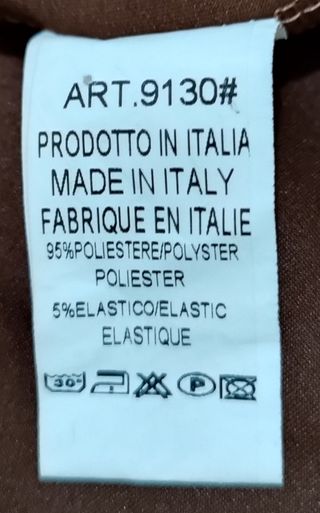 ART.9130#
PRODOTTO IN ITALIA
MADE IN ITALY
FABRIQUE EN ITALIE
95%POLIESTERE/POLYSTER
POLIESTER
5%ELASTICO/ELASTIC
ELASTIQUE
30° P